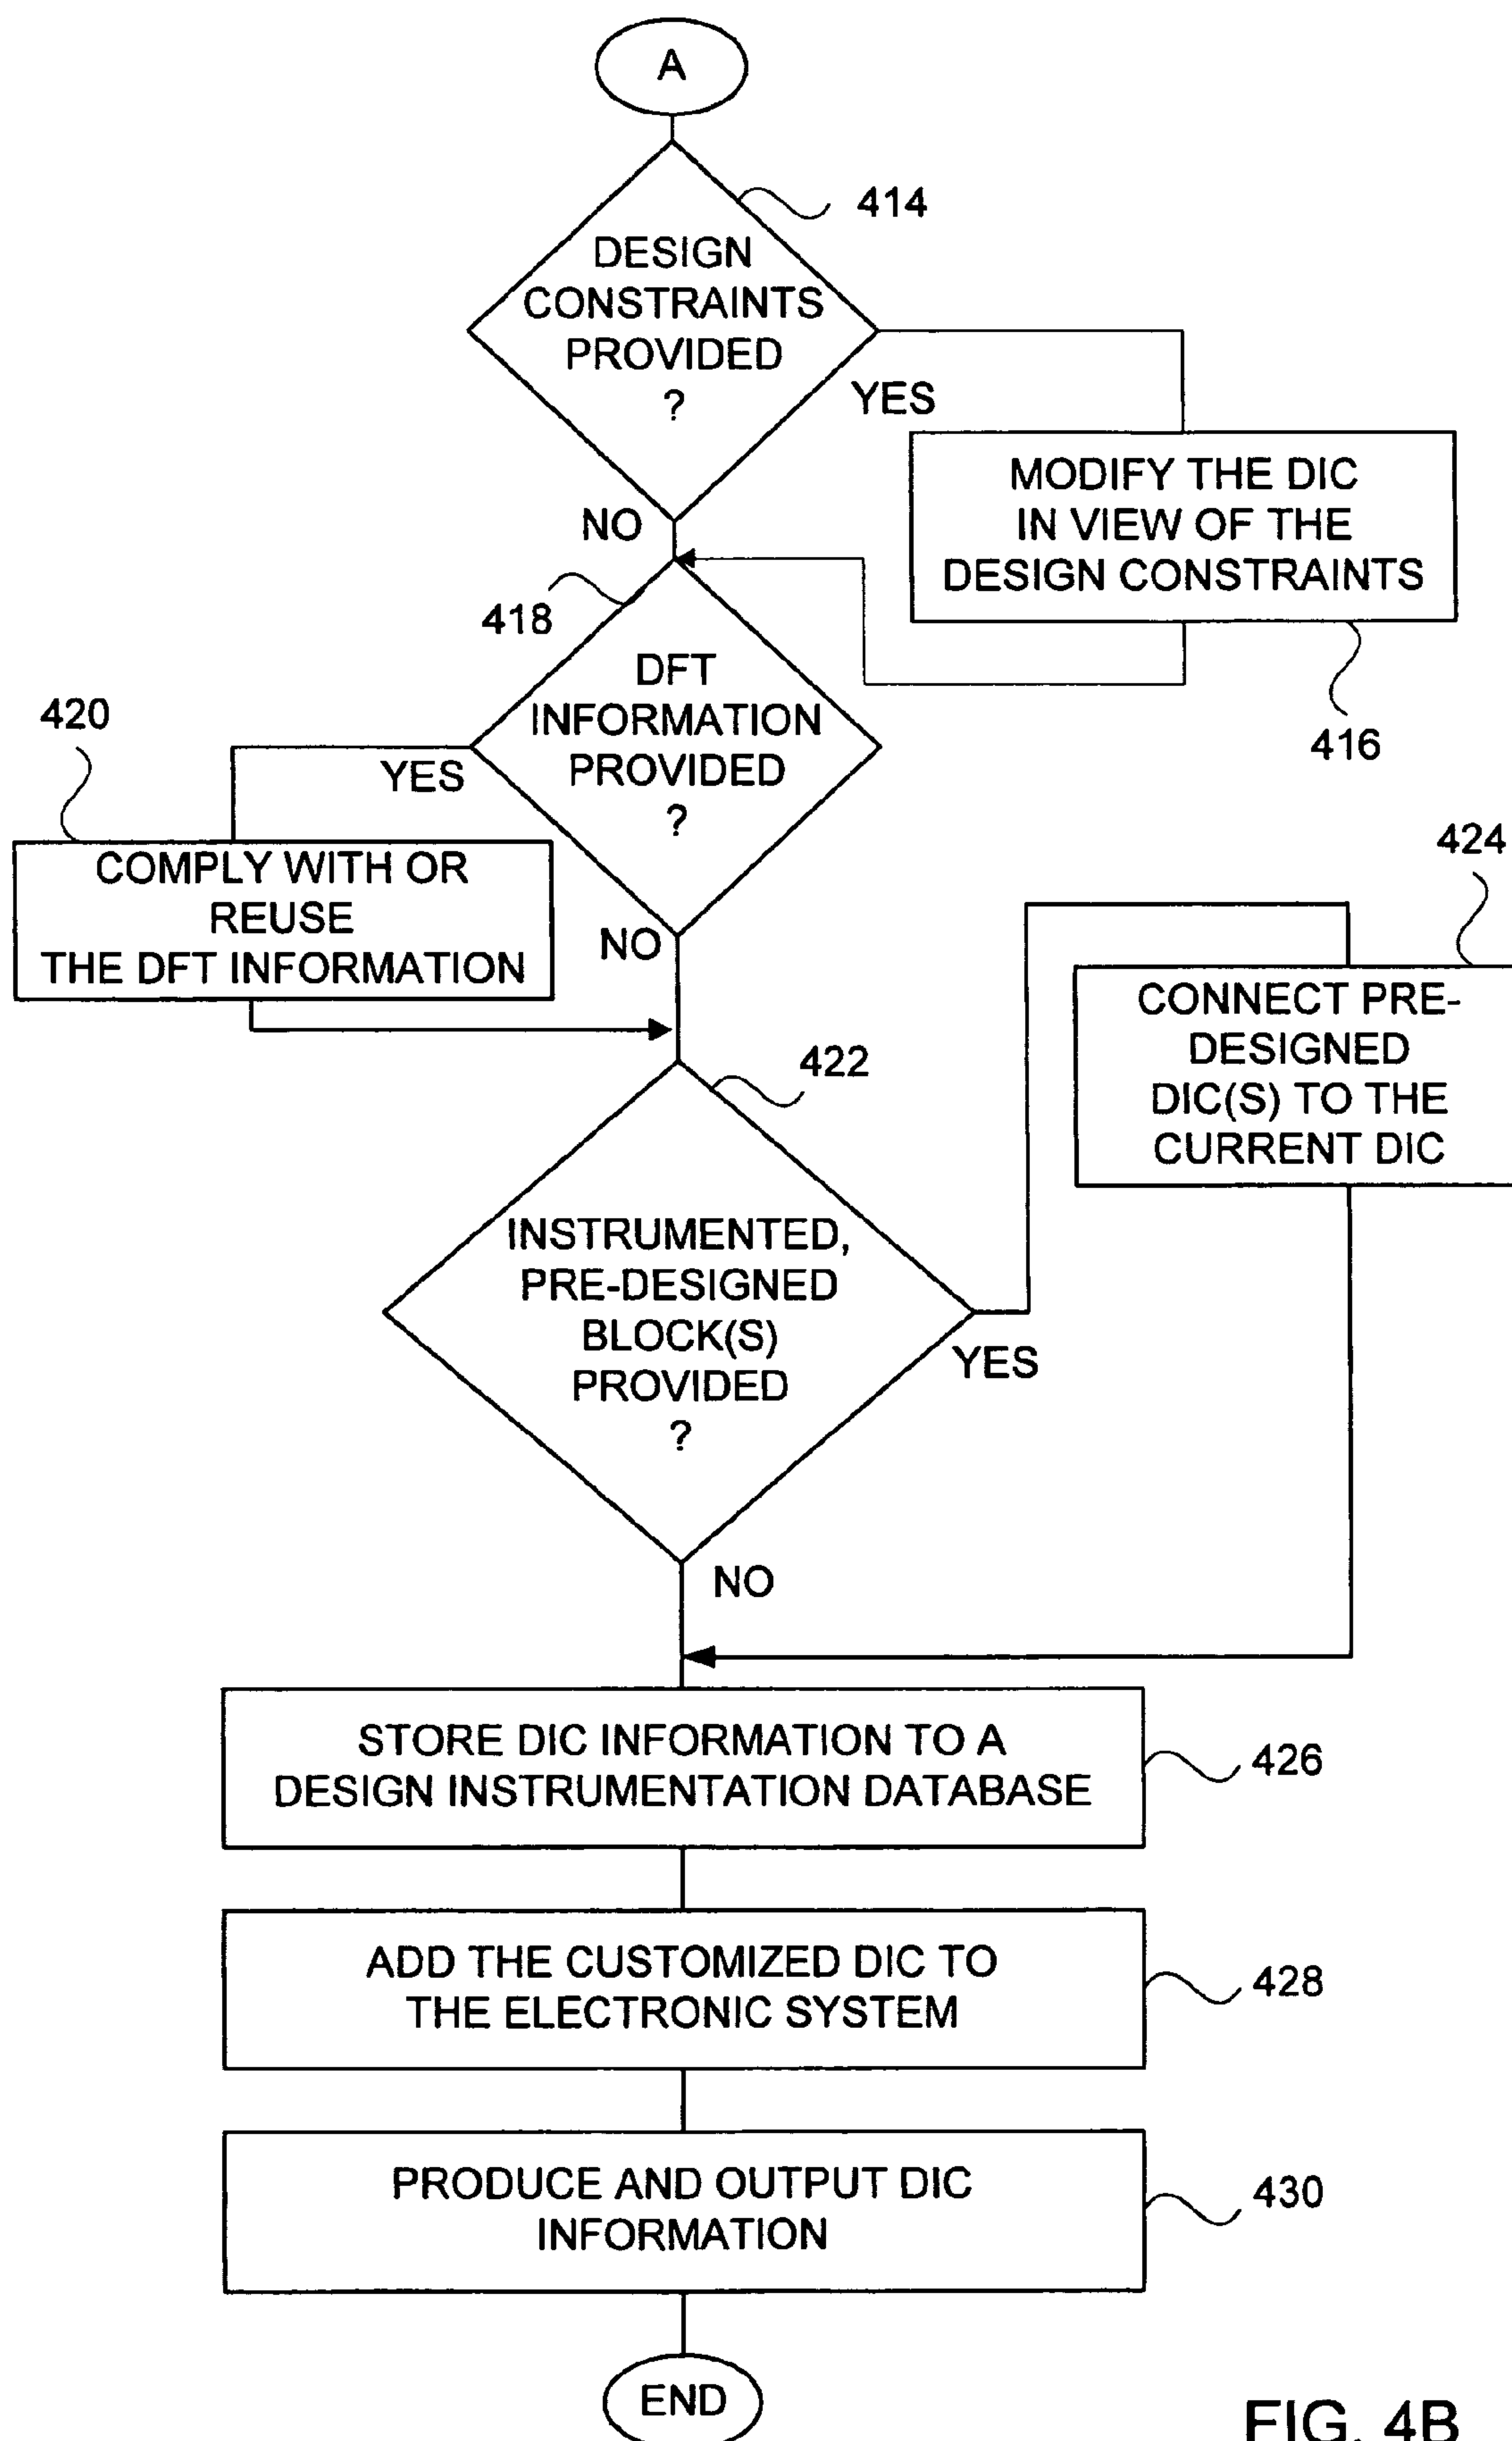 A
414
DESIGN
CONSTRAINTS
PROVIDED
?
YES
NO
MODIFY THE DIC
IN VIEW OF THE
DESIGN CONSTRAINTS
416
418
DFT
INFORMATION
PROVIDED
?
YES
NO
420
COMPLY WITH OR
REUSE
THE DFT INFORMATION
424
CONNECT PRE-
DESIGNED
DIC(S) TO THE
CURRENT DIC
422
INSTRUMENTED,
PRE-DESIGNED
BLOCK(S)
PROVIDED
?
YES
NO
STORE DIC INFORMATION TO A
DESIGN INSTRUMENTATION DATABASE
426
ADD THE CUSTOMIZED DIC TO
THE ELECTRONIC SYSTEM
428
PRODUCE AND OUTPUT DIC
INFORMATION
430
END
FIG. 4B